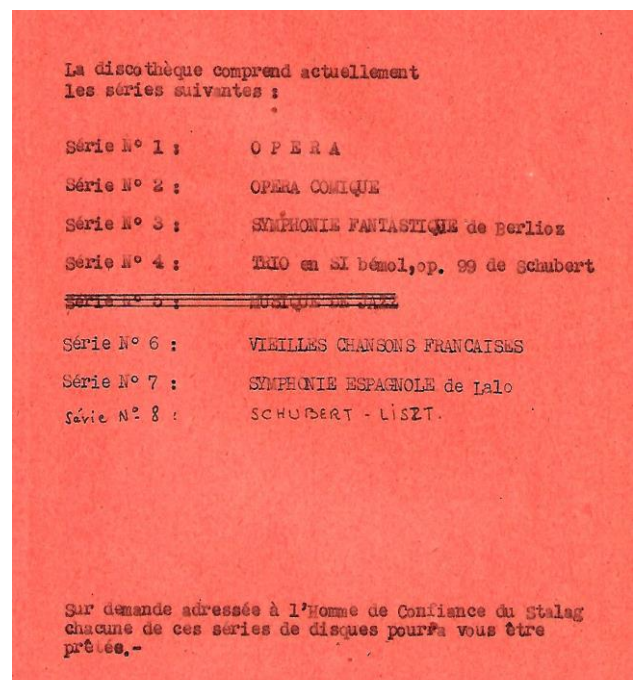 La discothèque comprend actuellement
les séries suivantes :
Série N° 1 : O P E R A
Série N° 2 : OPERA COMIQUE
Série N° 3 : SYMPHONIE FANTASTIQUE de Berlioz
Série N° 4 : TRIO en SI bémol,op. 99 de Schubert
Série N° 5 : MUSIQUE DE JAZZ
Série N° 6 : VIEILLES CHANSONS FRANCAISES
Série N° 7 : SYMPHONIE ESPAGNOLE de Lalo
Série Nº 8 : SCHUBERT - LISZT.
Sur demande adressée à l'Homme de Confiance du Stalag
chacune de ces séries de disques pourra vous être
prêtée.-